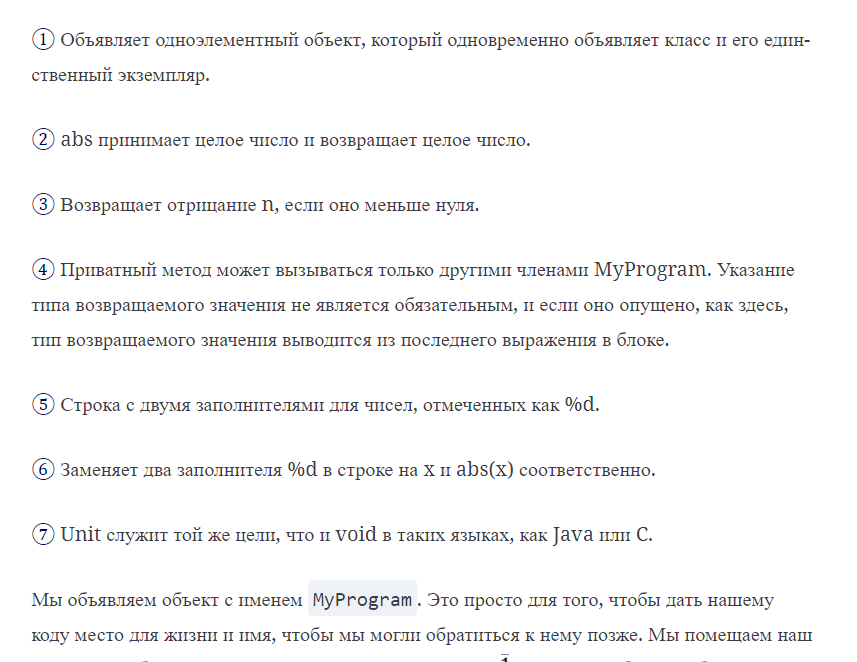 ① Объявляет одноэлементный объект, который одновременно объявляет класс и его един-
ственный экземпляр.
② abs принимает целое число и возвращает целое число.
③ Возвращает отрицание n, если оно меньше нуля.
④ Приватный метод может вызываться только другими членами MyProgram. Указание
типа возвращаемого значения не является обязательным, и если оно опущено, как здесь,
тип возвращаемого значения выводится из последнего выражения в блоке.
⑤ Строка с двумя заполнителями для чисел, отмеченных как %d.
⑥ Заменяет два заполнителя %d в строке на x и abs(x) соответственно.
⑦ Unit служит той же цели, что и void в таких языках, как Java или C.
Мы объявляем объект с именем MyProgram. Это просто для того, чтобы дать нашему
коду место для жизни и имя, чтобы мы могли обратиться к нему позже. Мы помещаем наш